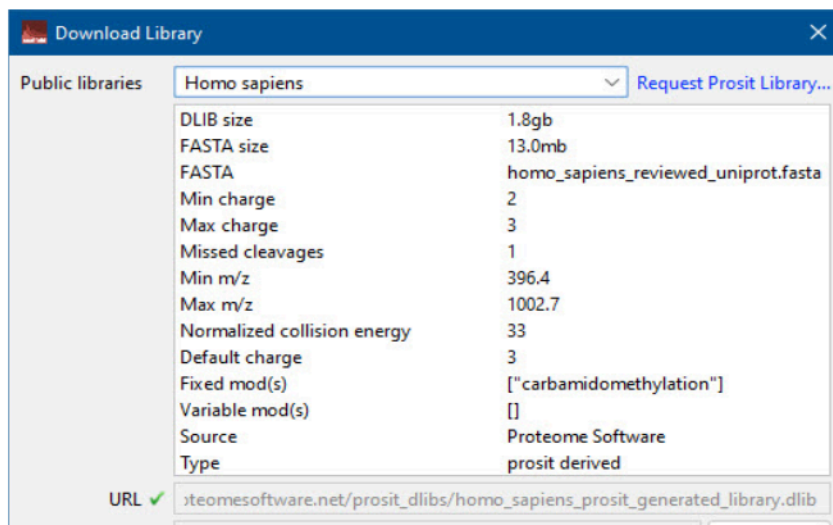 Download Library
Public libraries Homo sapiens Request Prosit Library...
DLIB size 1.8gb
FASTA size 13.0mb
FASTA homo_sapiens_reviewed_uniprot.fasta
Min charge 2
Max charge 3
Missed cleavages 1
Min m/z 396.4
Max m/z 1002.7
Normalized collision energy 33
Default charge 3
Fixed mod(s) ["carbamidomethylation"]
Variable mod(s) []
Source Proteome Software
Type prosit derived
URL oteomesoftware.net/prosit_dlibs/homo_sapiens_prosit_generated_library.dlib